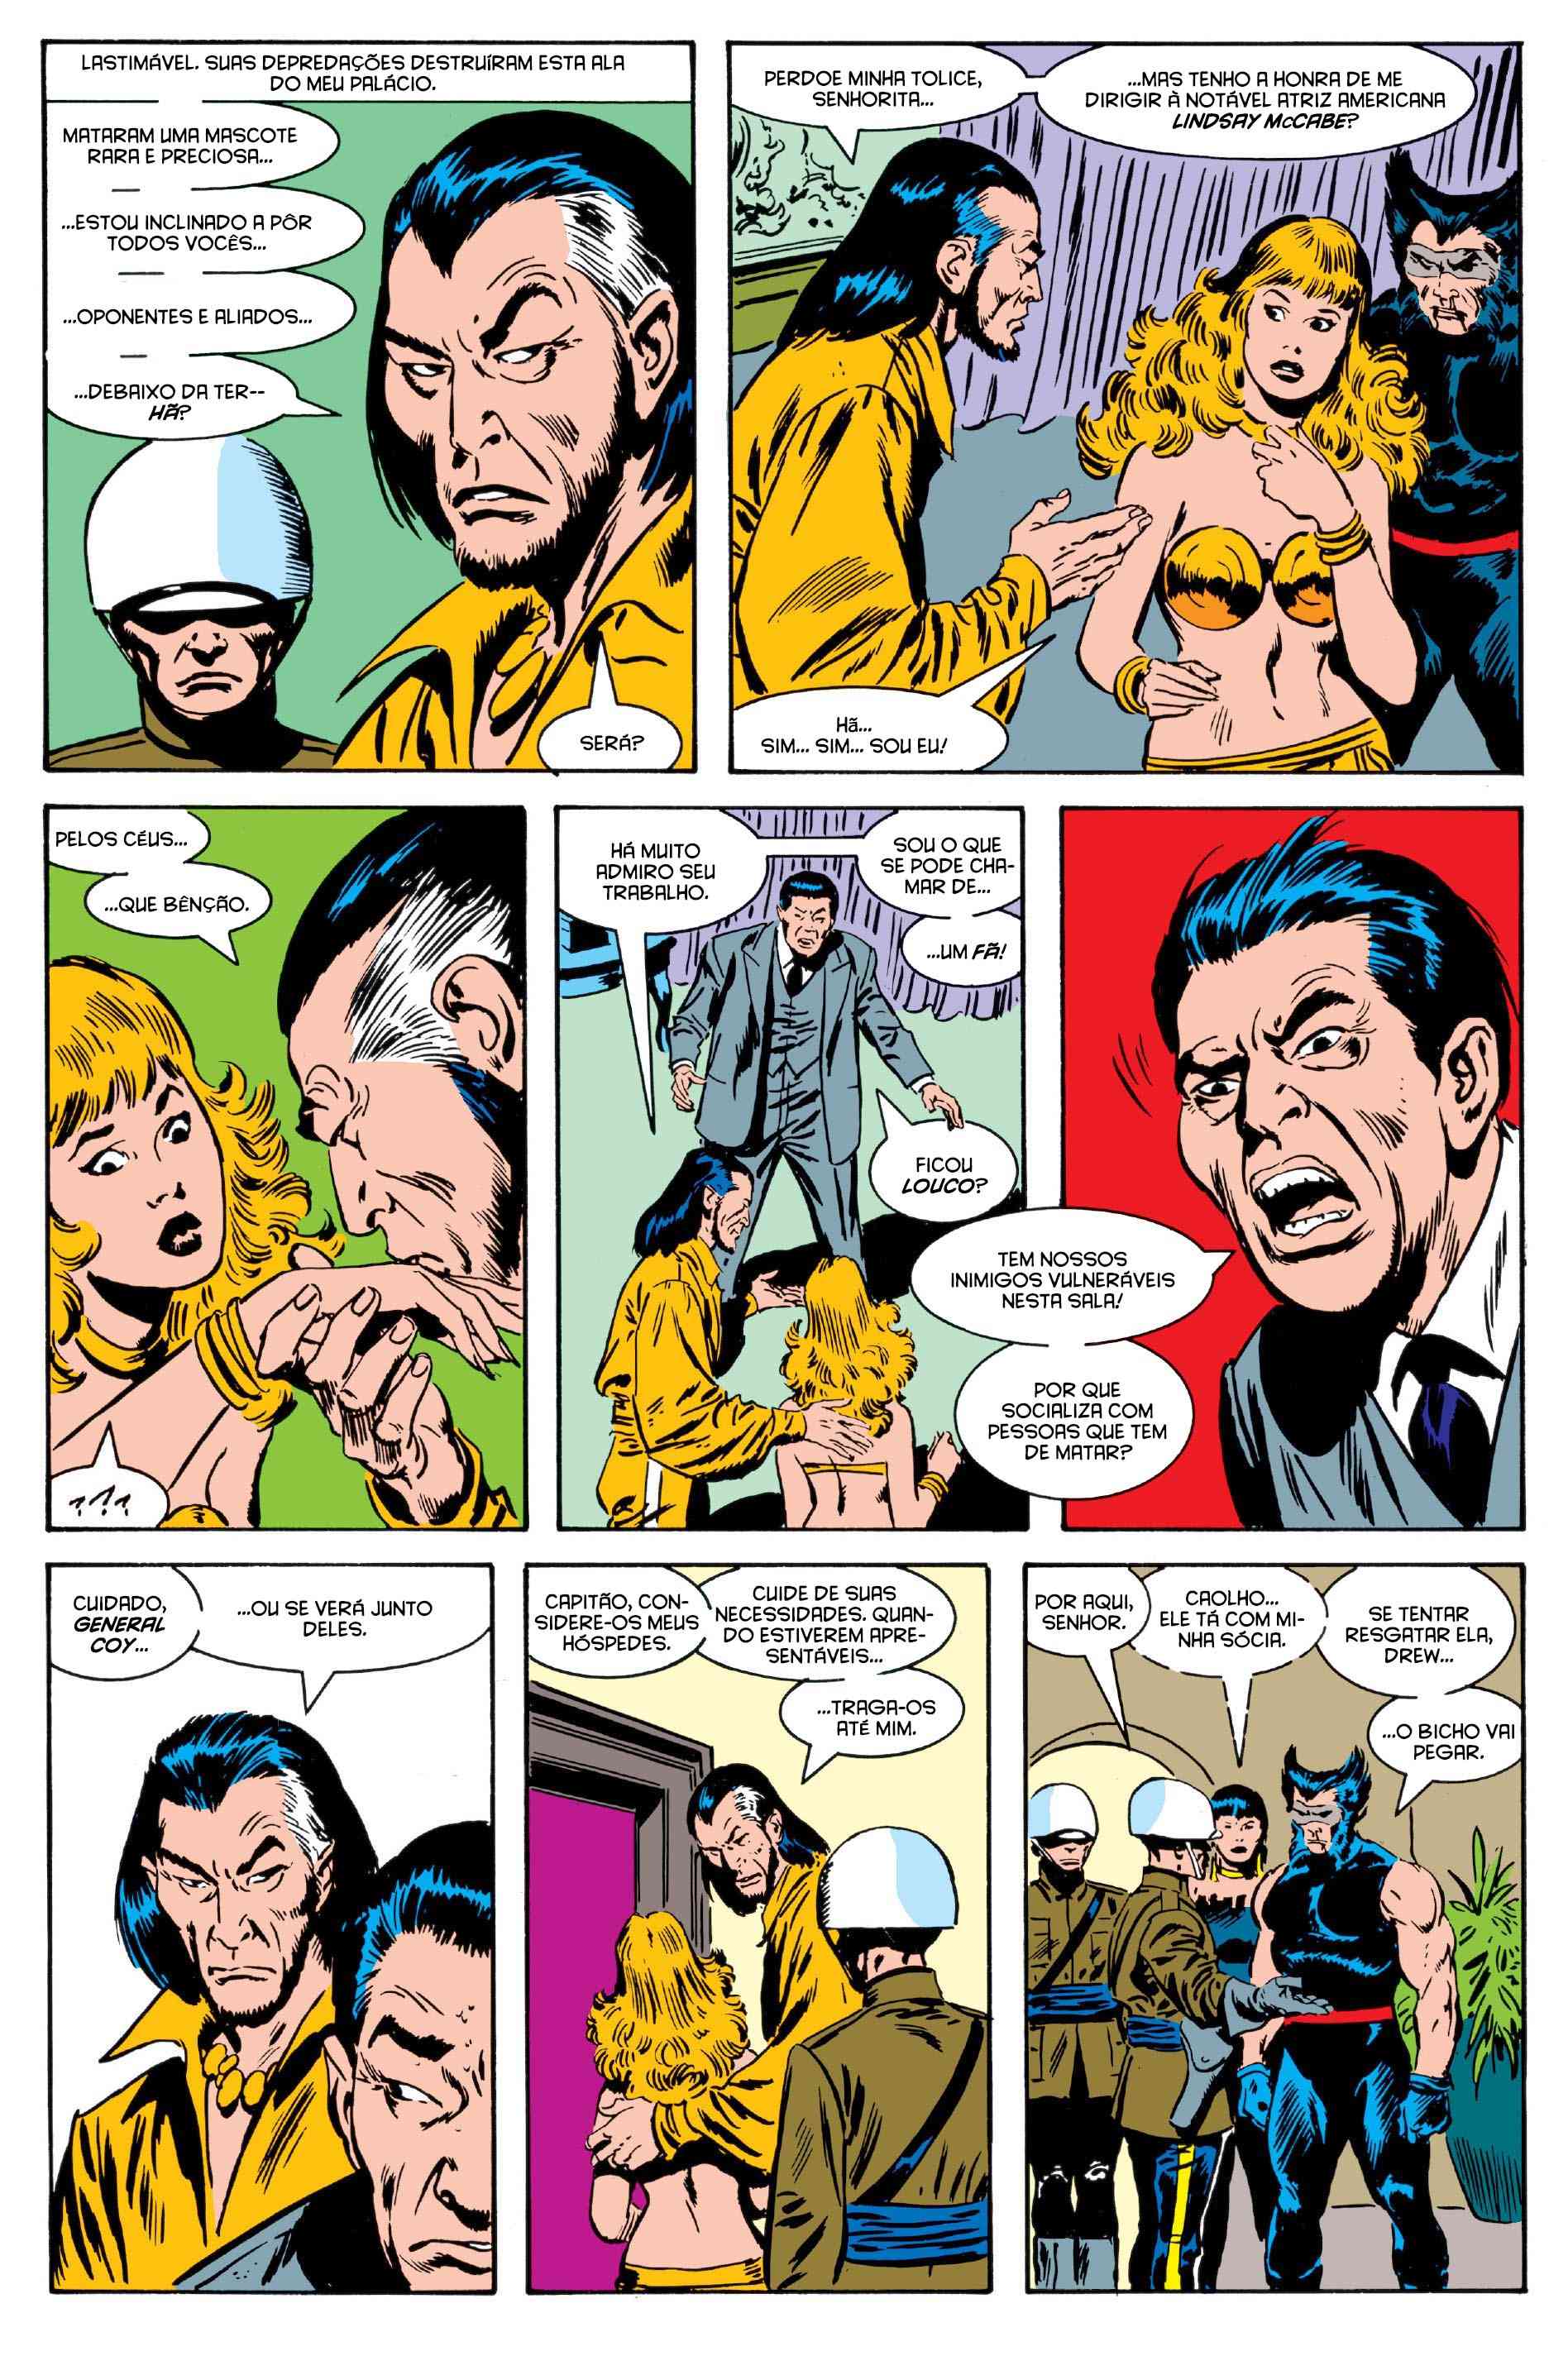 LASTIMÁVEL. SUAS DEPREDAÇÕES DESTRUÍRAM ESTA ALA
DO MEU PALÁCIO.
MATARAM UMA MASCOTE
RARA E PRECIOSA...
...ESTOU INCLINADO A PÔR
TODOS VOCÊS...
...OPONENTES E ALIADOS...
...DEBAIXO DA TER--
HÃ?
SERÁ?
PERDOE MINHA TOLICE,
SENHORITA...
...MAS TENHO A HONRA DE ME
DIRIGIR À NOTÁVEL ATRIZ AMERICANA
LINDSAY McCABE?
Hã...
SIM... SIM... SOU EU!
PELOS CÉUS...
...QUE BÊNÇÃO.
?!?
HÁ MUITO
ADMIRO SEU
TRABALHO.
SOU O QUE
SE PODE CHA-
MAR DE...
...UM FÃ!
FICOU
LOUCO?
TEM NOSSOS
INIMIGOS VULNERÁVEIS
NESTA SALA!
POR QUE
SOCIALIZA COM
PESSOAS QUE TEM
DE MATAR?
CUIDADO,
GENERAL
COY...
...OU SE VERÁ JUNTO
DELES.
CAPITÃO, CON-
SIDERE-OS MEUS
HÓSPEDES.
CUIDE DE SUAS
NECESSIDADES. QUAN-
DO ESTIVEREM APRE-
SENTÁVEIS...
...TRAGA-OS
ATÉ MIM.
POR AQUI,
SENHOR.
CAOLHO...
ELE TÁ COM MI-
NHA SÓCIA.
SE TENTAR
RESGATAR ELA,
DREW...
...O BICHO VAI
PEGAR.